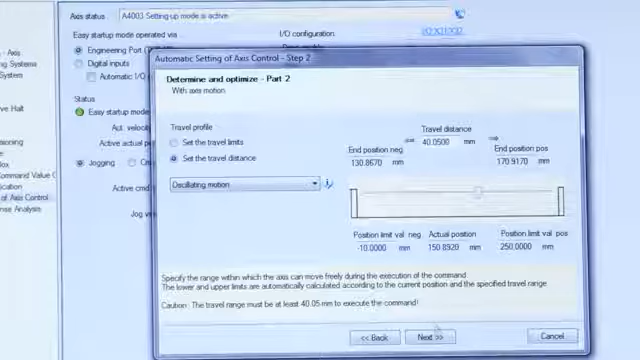 Axis status
A4003 Setting-up mode is active
Easy startup mode operated via
I/O configuration
Engineering Port
I/O X31/X32
Digital inputs
Automatic I/O
Status
Easy startup mode
Act. velocity
Active actual
Jogging
Active cmd
Jog
Axis
System
Halt
ommand Value
of Axis Control
nse Analysis
Automatic Setting of Axis Control - Step 2
Determine and optimize - Part 2
With axis motion
Travel profile
Set the travel limits
Set the travel distance
Oscillating motion
Travel distance
40.0500 mm
End position neg
130.8670 mm
End position pos
170.9170 mm
Position limit val neg
-10.0000 mm
Actual position
150.8920 mm
Position limit val pos
250.0000 mm
Specify the range within which the axis can move freely during the execution of the command.
The lower and upper limits are automatically calculated according to the current position and the specified travel range
Caution: The travel range must be at least 40.05 mm to execute the command!
<< Back
Next >>
Cancel